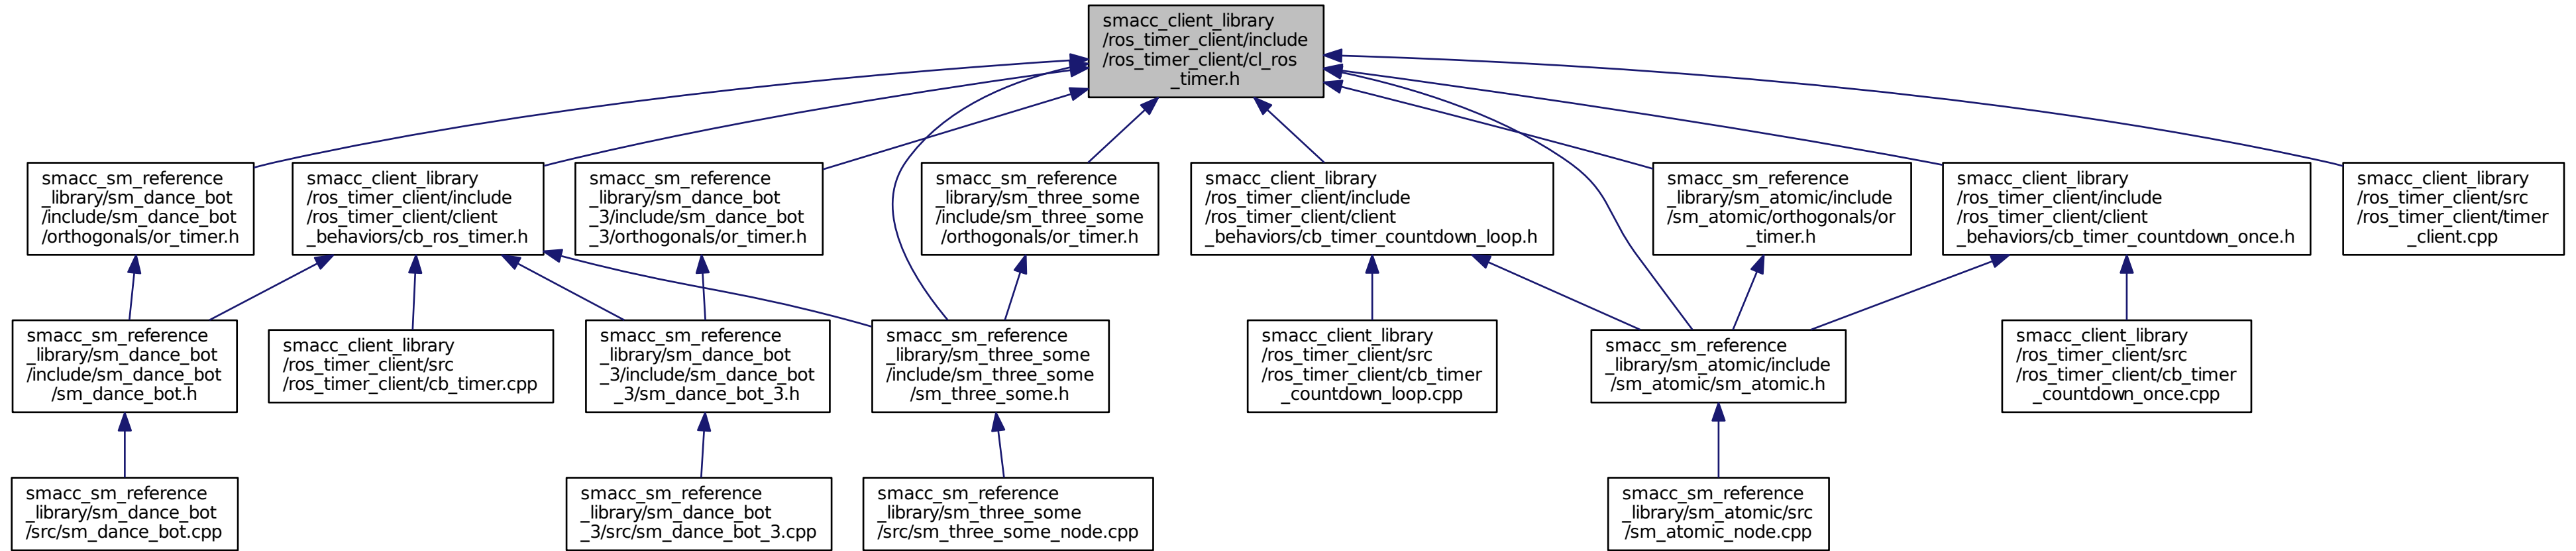 smacc_client_library
/ros_timer_client/include
/ros_timer_client/cl_ros
_timer.h
smacc_sm_reference
_library/sm_dance_bot
/include/sm_dance_bot
/orthogonals/or_timer.h
smacc_client_library
/ros_timer_client/include
/ros_timer_client/client
_behaviors/cb_ros_timer.h
smacc_sm_reference
_library/sm_dance_bot
_3/include/sm_dance_bot
_3/orthogonals/or_timer.h
smacc_sm_reference
_library/sm_three_some
/include/sm_three_some
/orthogonals/or_timer.h
smacc_client_library
/ros_timer_client/include
/ros_timer_client/client
_behaviors/cb_timer_countdown_loop.h
smacc_sm_reference
_library/sm_atomic/include
/sm_atomic/orthogonals/or
_timer.h
smacc_client_library
/ros_timer_client/include
/ros_timer_client/client
_behaviors/cb_timer_countdown_once.h
smacc_client_library
/ros_timer_client/src
/ros_timer_client/timer
_client.cpp
smacc_sm_reference
_library/sm_dance_bot
/include/sm_dance_bot
/sm_dance_bot.h
smacc_client_library
/ros_timer_client/src
/ros_timer_client/cb_timer.cpp
smacc_sm_reference
_library/sm_dance_bot
_3/include/sm_dance_bot
_3/sm_dance_bot_3.h
smacc_sm_reference
_library/sm_three_some
/include/sm_three_some
/sm_three_some.h
smacc_client_library
/ros_timer_client/src
/ros_timer_client/cb_timer
_countdown_loop.cpp
smacc_sm_reference
_library/sm_atomic/include
/sm_atomic/sm_atomic.h
smacc_client_library
/ros_timer_client/src
/ros_timer_client/cb_timer
_countdown_once.cpp
smacc_sm_reference
_library/sm_dance_bot
/src/sm_dance_bot.cpp
smacc_sm_reference
_library/sm_dance_bot
_3/src/sm_dance_bot_3.cpp
smacc_sm_reference
_library/sm_three_some
/src/sm_three_some_node.cpp
smacc_sm_reference
_library/sm_atomic/src
/sm_atomic_node.cpp